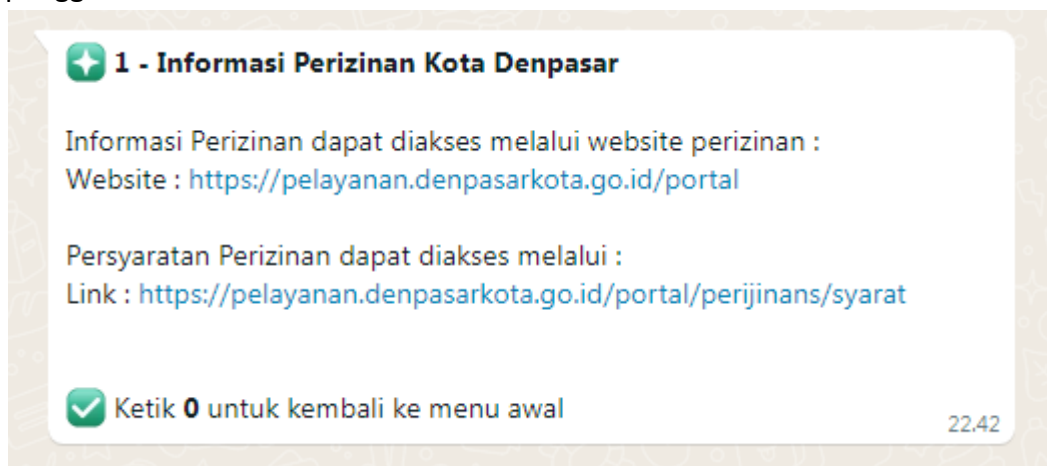 1 - Informasi Perizinan Kota Denpasar
Informasi Perizinan dapat diakses melalui website perizinan :
Website : https://pelayanan.denpasarkota.go.id/portal
Persyaratan Perizinan dapat diakses melalui :
Link : https://pelayanan.denpasarkota.go.id/portal/perijinans/syarat
Ketik 0 untuk kembali ke menu awal
22.42